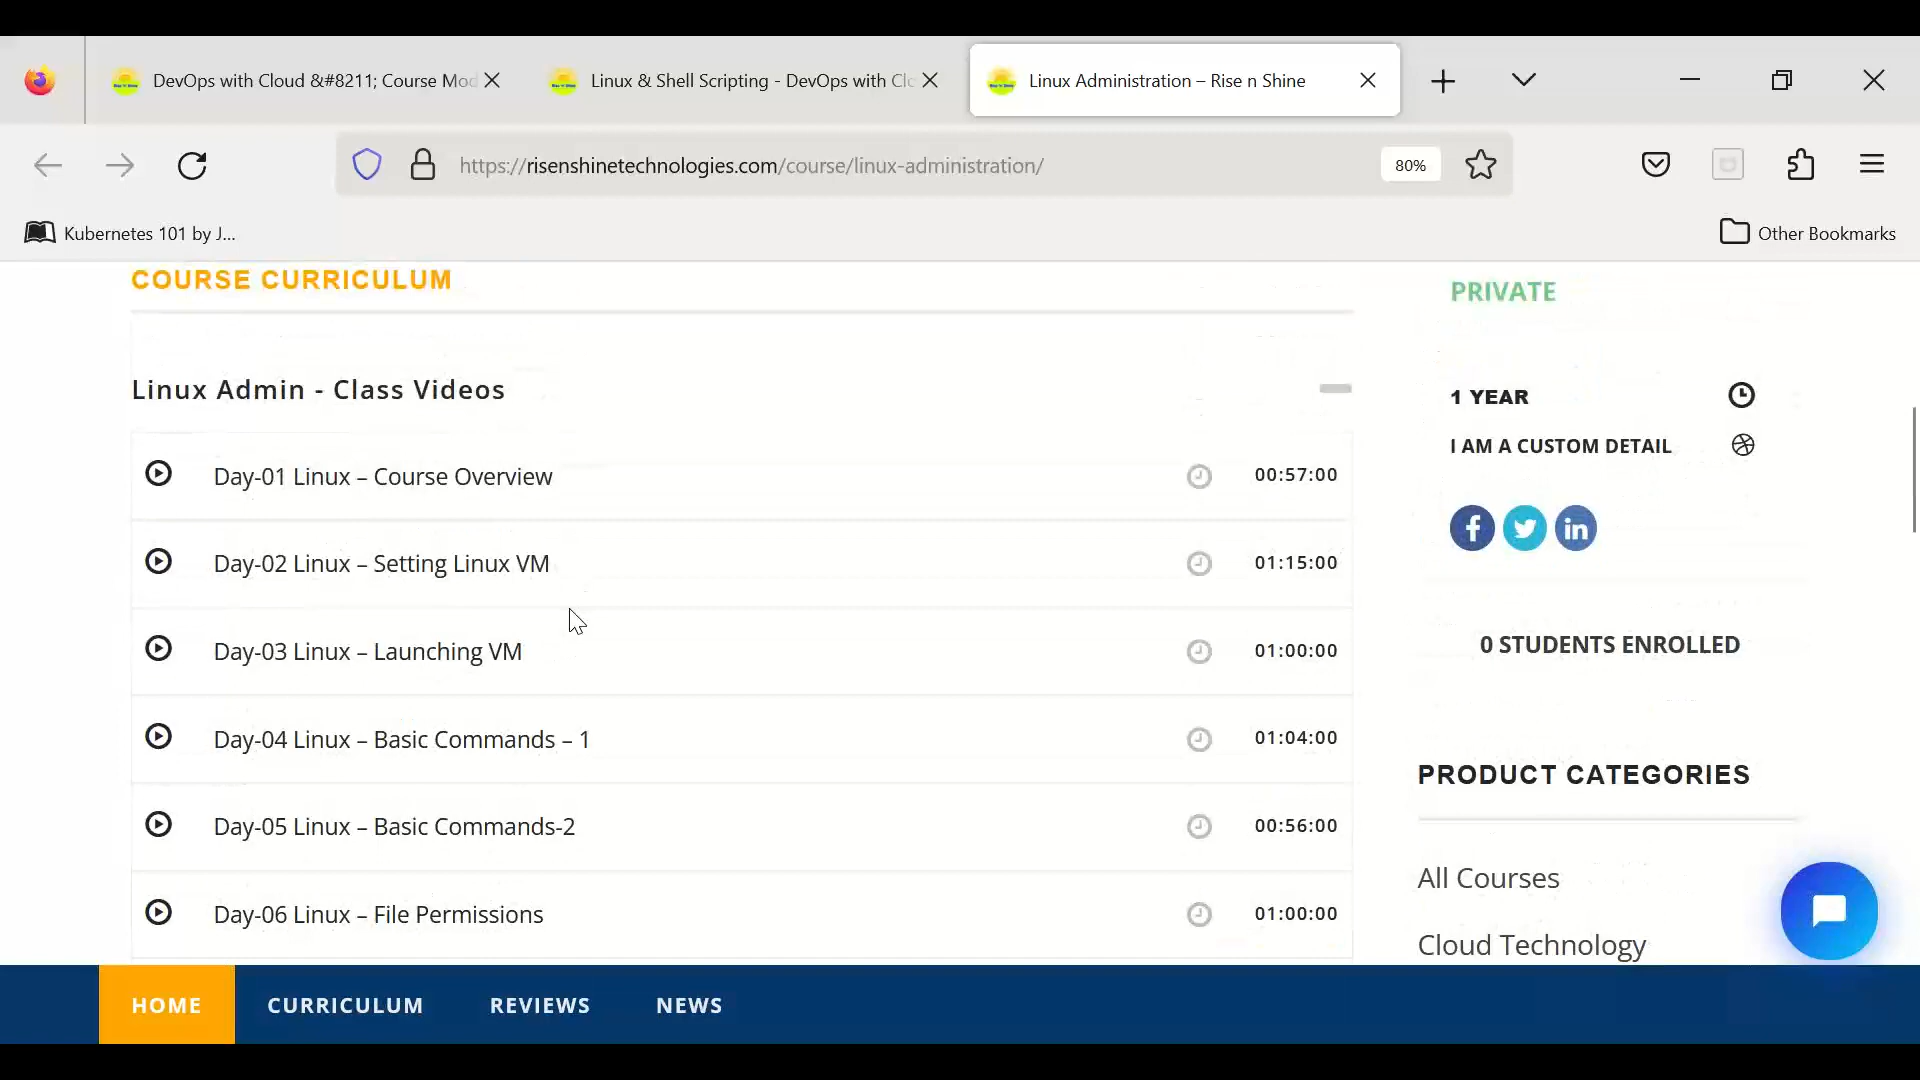 DevOps with Cloud &#8211; Course Mod
Linux & Shell Scripting - DevOps with Clo
Linux Administration – Rise n Shine
https://risenshinetechnologies.com/course/linux-administration/
80%
Kubernetes 101 by J...
Other Bookmarks
COURSE CURRICULUM
Linux Admin - Class Videos
Day-01 Linux – Course Overview 00:57:00
Day-02 Linux – Setting Linux VM 01:15:00
Day-03 Linux – Launching VM 01:00:00
Day-04 Linux – Basic Commands – 1 01:04:00
Day-05 Linux – Basic Commands-2 00:56:00
Day-06 Linux – File Permissions 01:00:00
PRIVATE
1 YEAR
I AM A CUSTOM DETAIL
0 STUDENTS ENROLLED
PRODUCT CATEGORIES
All Courses
Cloud Technology
HOME CURRICULUM REVIEWS NEWS